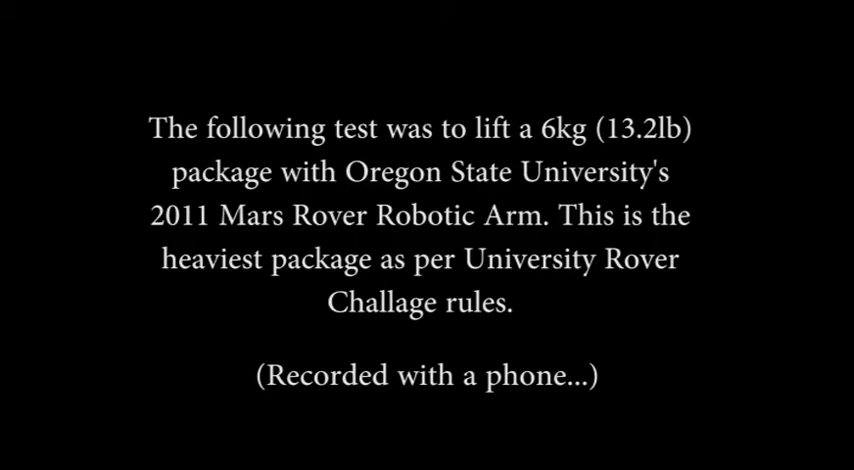 The following test was to lift a 6kg (13.2lb)
package with Oregon State University's
2011 Mars Rover Robotic Arm. This is the
heaviest package as per University Rover
Challage rules.
(Recorded with a phone...)